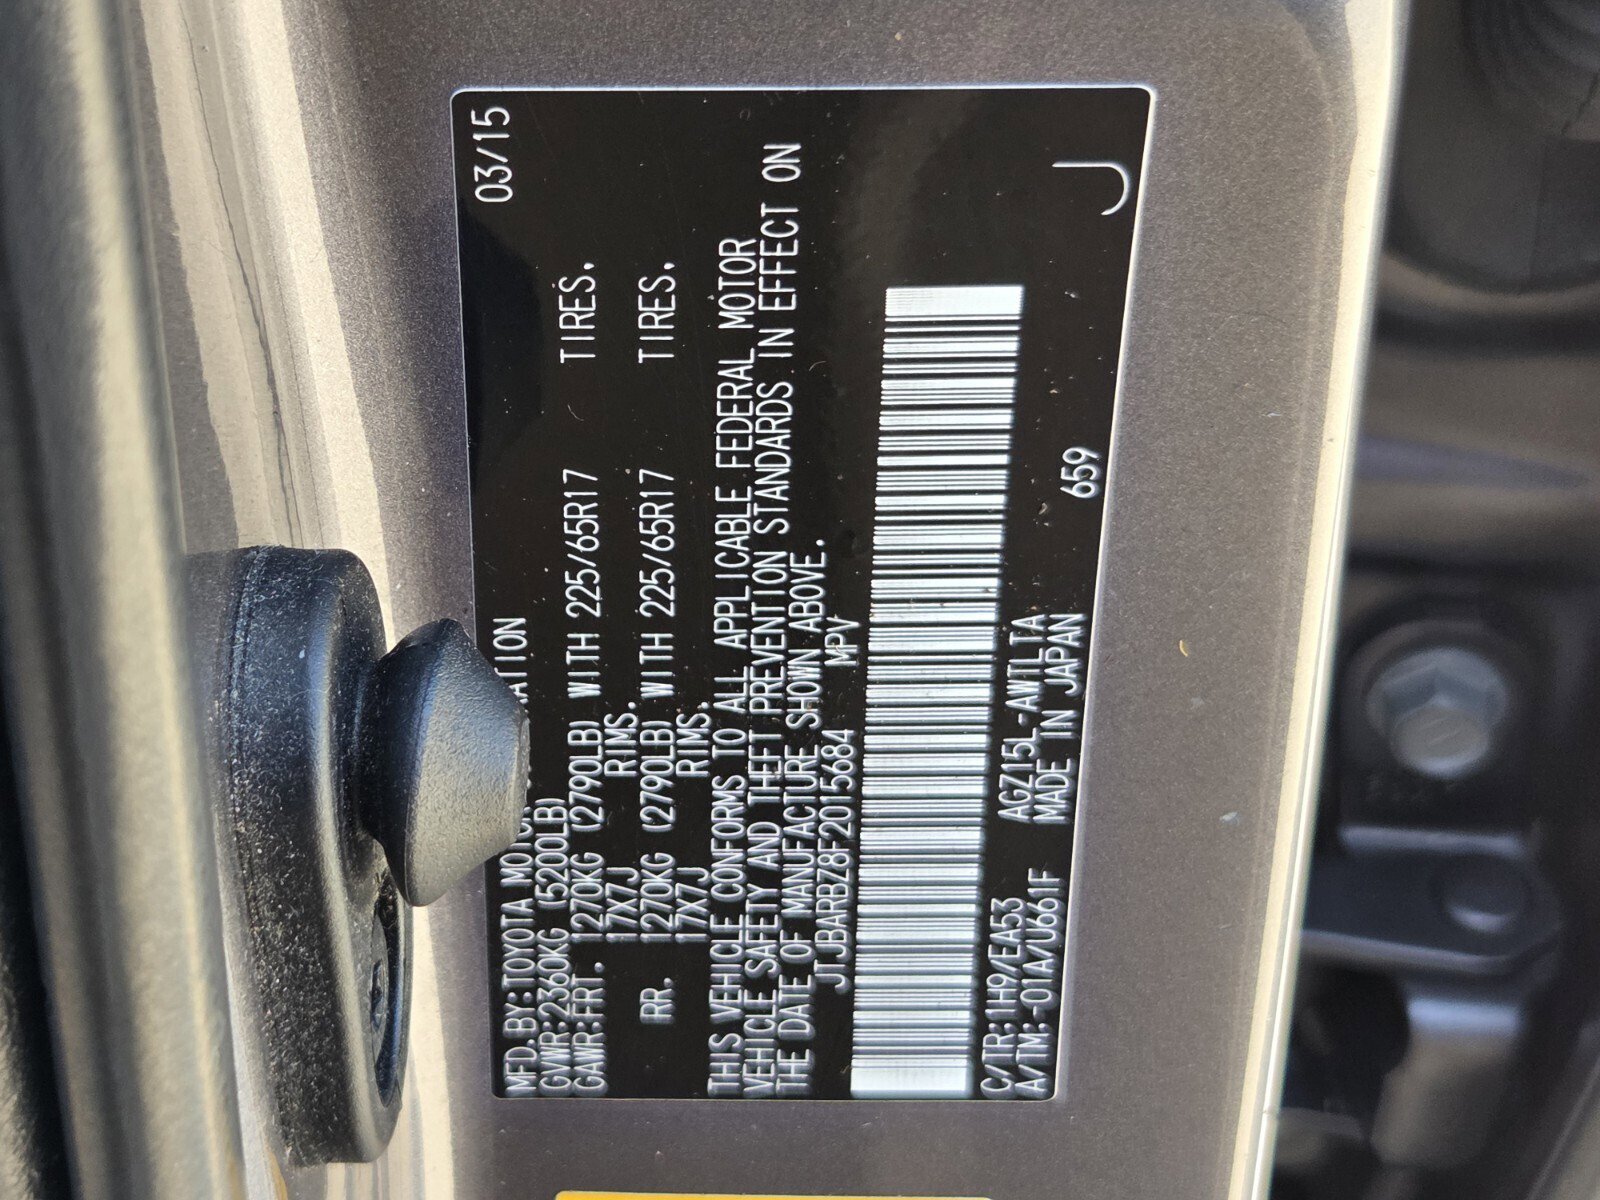 MFD.BY:TOYOTA MOTOR 03/15
GVWR:2360KG (5200LB)
GAWR:FRT. 1270KG (2790LB) WITH 225/65R17 TIRES.
17X7J RIMS.
RR. 1270KG (2790LB) WITH 225/65R17 TIRES.
17X7J RIMS.
THIS VEHICLE CONFORMS TO ALL APPLICABLE FEDERAL MOTOR
VEHICLE SAFETY AND THEFT PREVENTION STANDARDS IN EFFECT ON
THE DATE OF MANUFACTURE SHOWN ABOVE.
JTJBARBZ8F2015684 MPV
C/TR:1H9/EA53 AGZ15L-AWTLTA
A/TM:-01A/U661F MADE IN JAPAN 659 J